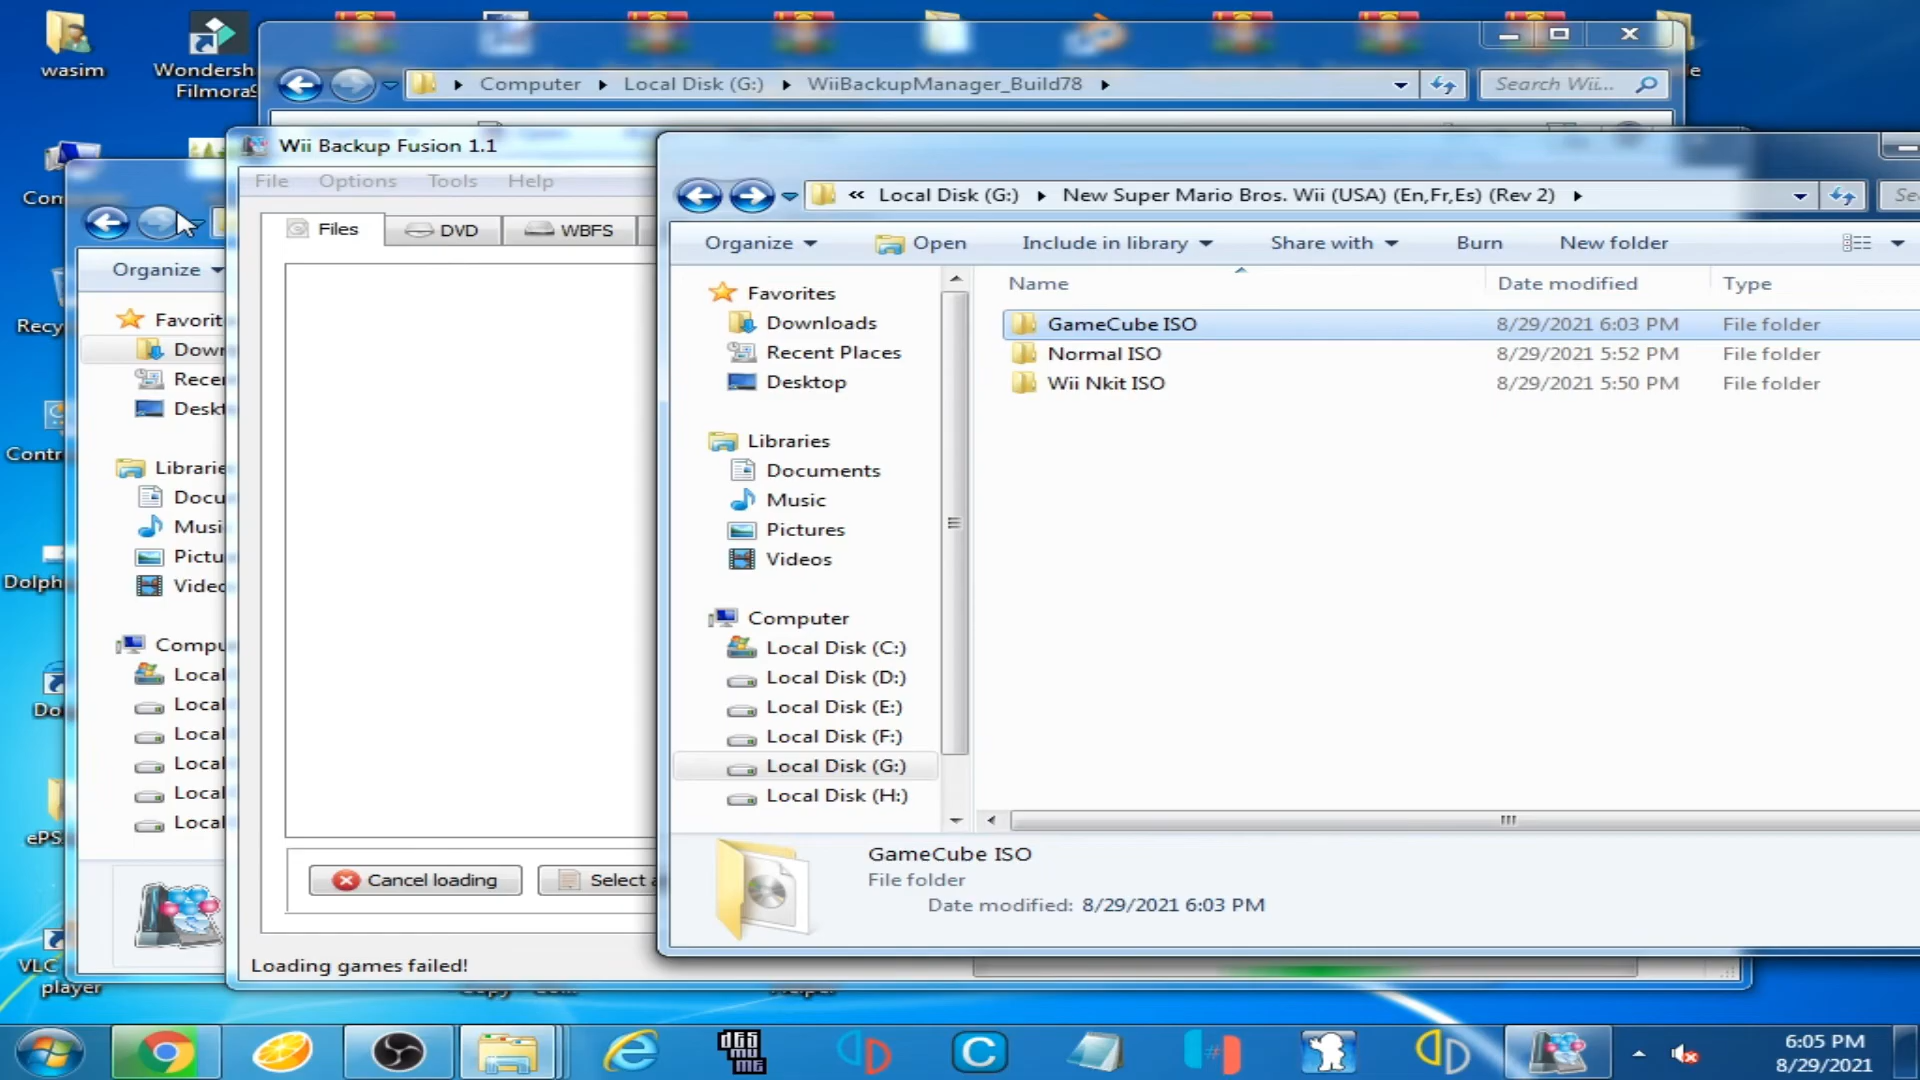 wasim
Wondersh
Filmora9
Computer
Local Disk (G:)
WiiBackupManager_Build78
Search Wii...
Wii Backup Fusion 1.1
File
Options
Tools
Help
Files
DVD
WBFS
Local Disk (G:)
New Super Mario Bros. Wii (USA) (En,Fr,Es) (Rev 2)
Organize
Open
Include in library
Share with
Burn
New folder
Name
Date modified
Type
Favorites
Downloads
Recent Places
Desktop
Libraries
Documents
Music
Pictures
Videos
Computer
Local Disk (C:)
Local Disk (D:)
Local Disk (E:)
Local Disk (F:)
Local Disk (G:)
Local Disk (H:)
GameCube ISO
8/29/2021 6:03 PM
File folder
Normal ISO
8/29/2021 5:52 PM
File folder
Wii Nkit ISO
8/29/2021 5:50 PM
File folder
GameCube ISO
File folder
Date modified: 8/29/2021 6:03 PM
Com
Recy
Contr
Dolph
Do
ePS
VLC
player
Organize
Favorit
Down
Recen
Deskt
Librarie
Docu
Musi
Pictu
Video
Compu
Local
Local
Local
Local
Local
Local
Cancel loading
Select a
Loading games failed!
6:05 PM
8/29/2021